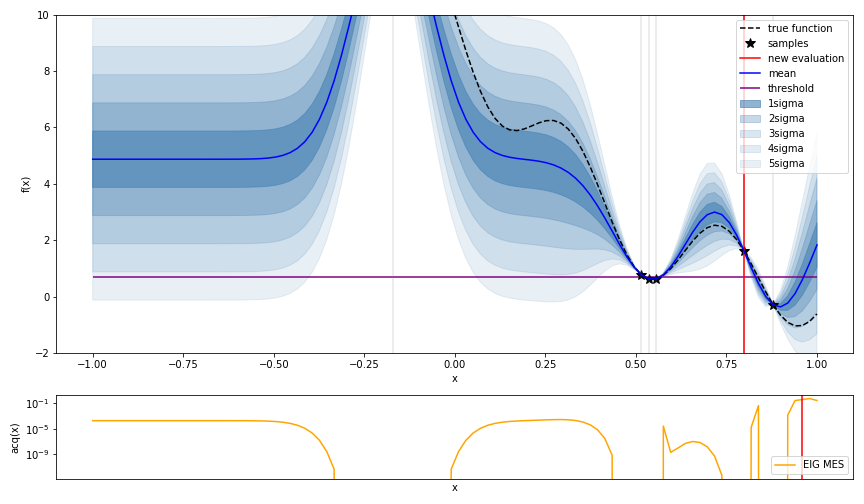 10
8
6
4
2
0
−2
f(x)
true function
samples
new evaluation
mean
threshold
1sigma
2sigma
3sigma
4sigma
5sigma
−1.00 −0.75 −0.50 −0.25 0.00 0.25 0.50 0.75 1.00
x
10⁻¹
10⁻⁵
10⁻⁹
acq(x)
EIG MES
x